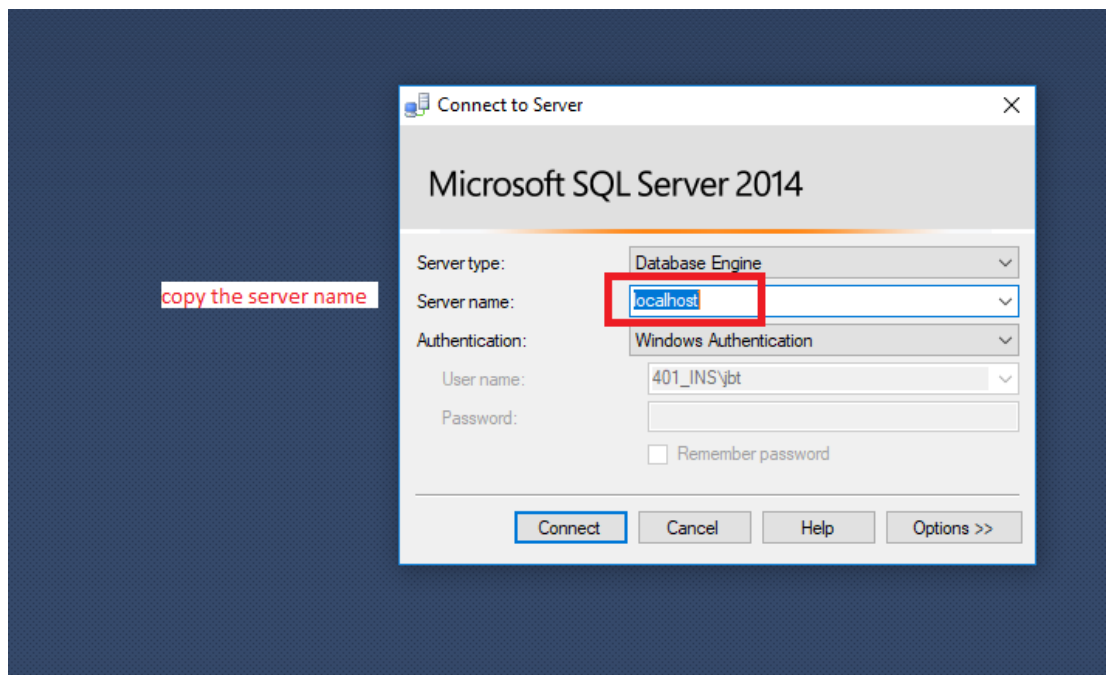 Connect to Server
Microsoft SQL Server 2014
Server type: Database Engine
copy the server name
Server name: localhost
Authentication: Windows Authentication
User name: 401_INS\jbt
Password:
Remember password
Connect Cancel Help Options >>